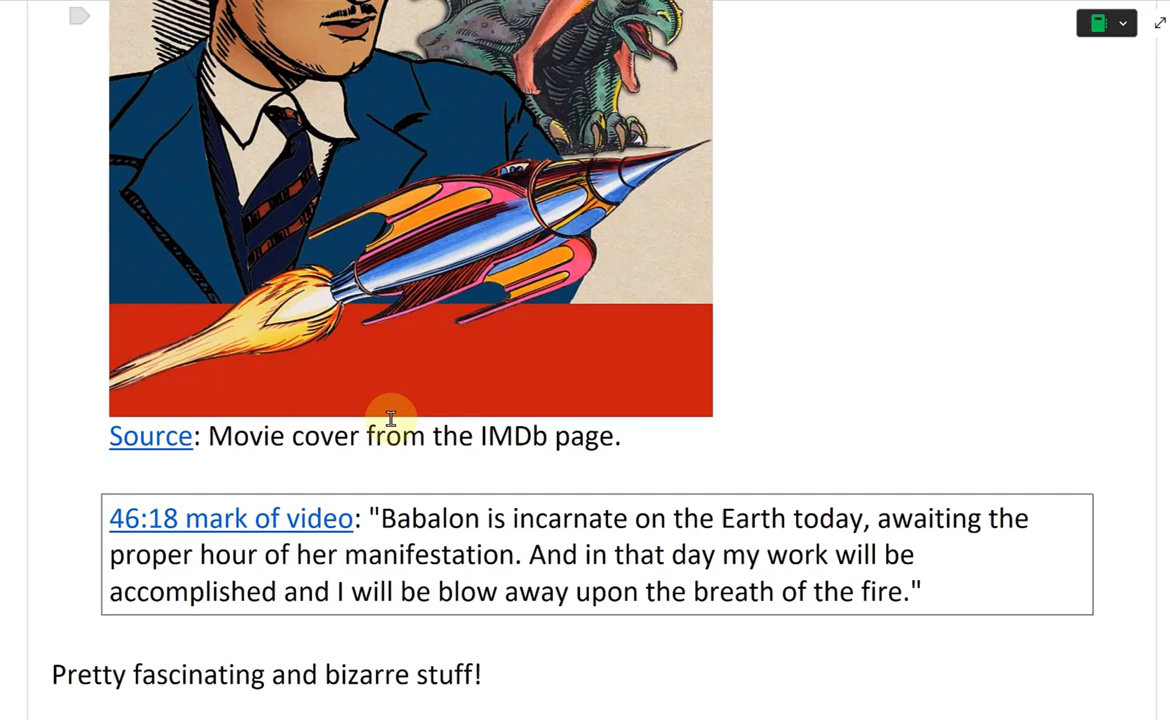 Source: Movie cover from the IMDb page.
46:18 mark of video: "Babalon is incarnate on the Earth today, awaiting the
proper hour of her manifestation. And in that day my work will be
accomplished and I will be blow away upon the breath of the fire."
Pretty fascinating and bizarre stuff!